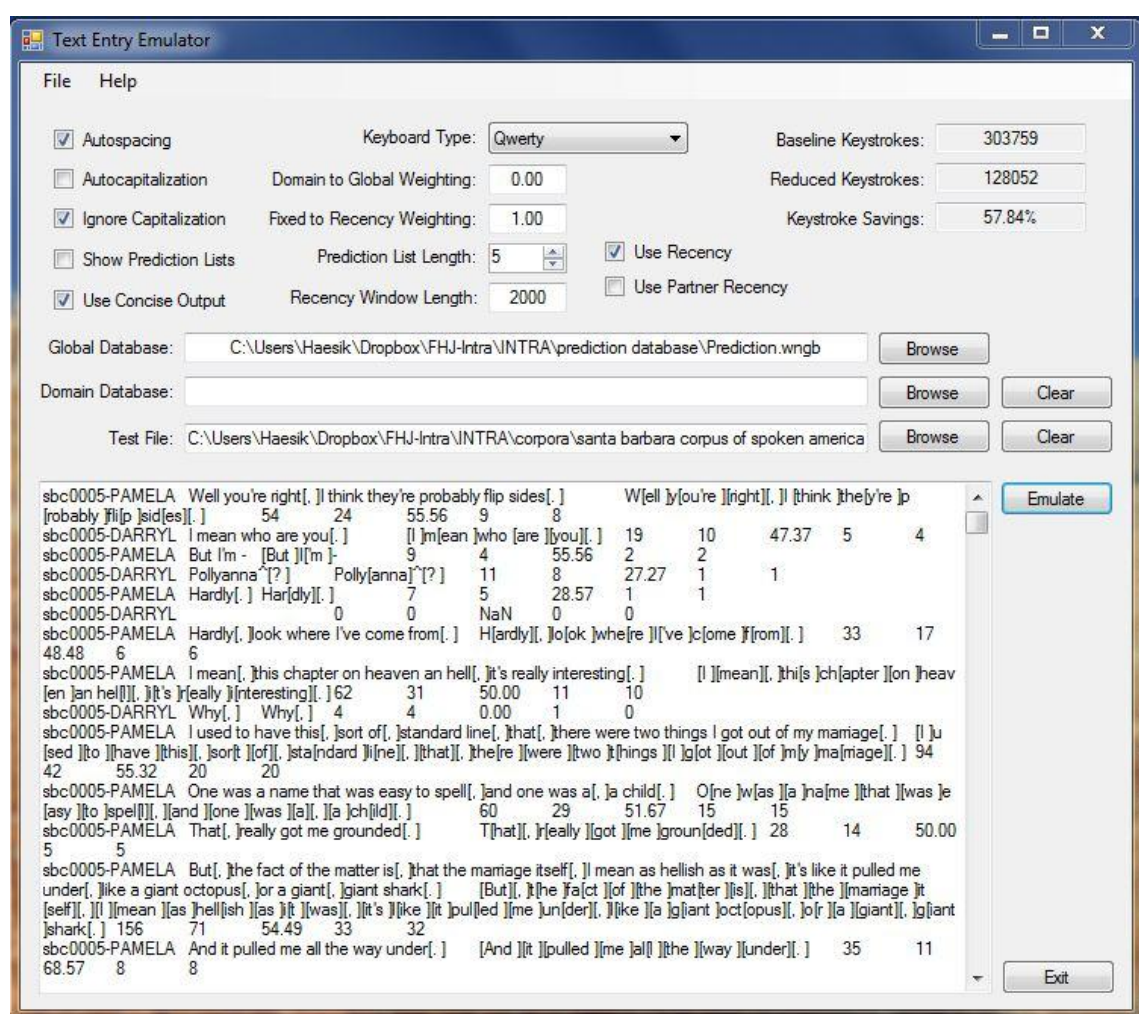 Text Entry Emulator
File Help
Autospacing Keyboard Type: Qwerty Baseline Keystrokes: 303759
Autocapitalization Domain to Global Weighting: 0.00 Reduced Keystrokes: 128052
Ignore Capitalization Fixed to Recency Weighting: 1.00 Keystroke Savings: 57.84%
Show Prediction Lists Prediction List Length: 5 Use Recency
Use Concise Output Recency Window Length: 2000 Use Partner Recency
Global Database: C:\Users\Haesik\Dropbox\FHJ-Intra\INTRA\prediction database\Prediction.wngb Browse
Domain Database: Browse Clear
Test File: C:\Users\Haesik\Dropbox\FHJ-Intra\INTRA\corpora\santa barbara corpus of spoken america Browse Clear
Emulate
sbc0005-PAMELA Well you're right[, ]I think they're probably flip sides[. ] W[ell ]y[ou're ][right][, ]I [think ]the[y're ]p
[robably ]fli[p ]sid[es][. ] 54 24 55.56 9 8
sbc0005-DARRYL I mean who are you[. ] [I ]m[ean ]who [are ][you][. ] 19 10 47.37 5 4
sbc0005-PAMELA But I'm - [But ]I['m ]- 9 4 55.56 2 2
sbc0005-DARRYL Pollyanna^[? ] Polly[anna]^[? ] 11 8 27.27 1 1
sbc0005-PAMELA Hardly[. ] Har[dly][. ] 7 5 28.57 1 1
sbc0005-DARRYL 0 0 NaN 0 0
sbc0005-PAMELA Hardly[, ]look where I've come from[. ] H[ardly][, ]lo[ok ]whe[re ]I['ve ]c[ome ]f[rom][. ] 33 17
48.48 6 6
sbc0005-PAMELA I mean[, ]this chapter on heaven an hell[, ]it's really interesting[. ] [I ][mean][, ]thi[s ]ch[apter ][on ]heav
[en ]an hel[l][, ]i[t's ]r[eally ]i[nteresting][. ] 62 31 50.00 11 10
sbc0005-DARRYL Why[, ] Why[, ] 4 4 0.00 1 0
sbc0005-PAMELA I used to have this[, ]sort of[, ]standard line[, ]that[, ]there were two things I got out of my marriage[. ] [I ]u
[sed ][to ][have ][this][, ]sor[t ][of][, ]sta[ndard ]li[ne][, ][that][, ]the[re ][were ][two ]t[hings ][I ]g[ot ][out ][of ]m[y ]ma[rriage][. ] 94
42 55.32 20 20
sbc0005-PAMELA One was a name that was easy to spell[, ]and one was a[, ]a child[. ] O[ne ]w[as ][a ]na[me ][that ][was ]e
[asy ][to ]spel[l][, ][and ][one ][was ][a][, ][a ]ch[ild][. ] 60 29 51.67 15 15
sbc0005-PAMELA That[, ]really got me grounded[. ] T[hat][, ]r[eally ][got ][me ]groun[ded][. ] 28 14 50.00
5 5
sbc0005-PAMELA But[, ]the fact of the matter is[, ]that the marriage itself[, ]I mean as hellish as it was[, ]it's like it pulled me
under[, ]like a giant octopus[, ]or a giant[, ]giant shark[. ] [But][, ]t[he ]fa[ct ][of ][the ]mat[ter ][is][, ][that ][the ][marriage ]it
[self][, ][I ][mean ][as ]hell[ish ][as ]i[t ][was][, ][it's ]l[ike ][it ]pul[led ][me ]un[der][, ]l[ike ][a ]g[iant ]oct[opus][, ]o[r ][a ][giant][, ]g[iant
]shark[. ] 156 71 54.49 33 32
sbc0005-PAMELA And it pulled me all the way under[. ] [And ][it ][pulled ][me ]al[l ][the ][way ][under][. ] 35 11
68.57 8 8
Exit